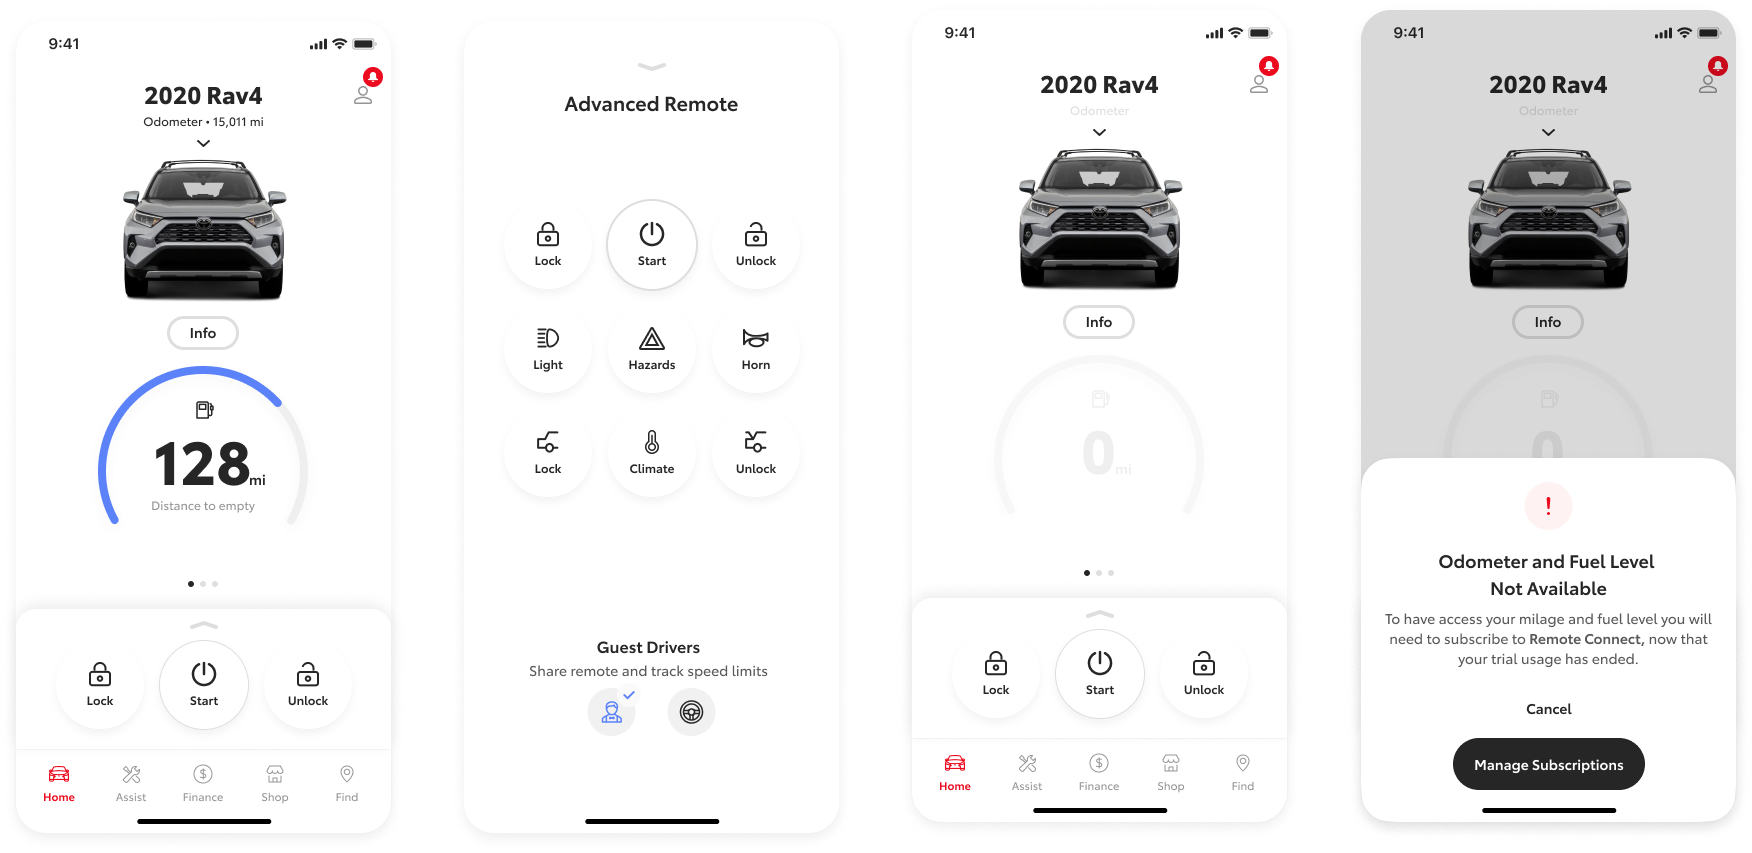 9:41
2020 Rav4
Odometer • 15,011 mi
Info
128mi
Distance to empty
Lock
Start
Unlock
Home
Assist
Finance
Shop
Find
Advanced Remote
Lock
Start
Unlock
Light
Hazards
Horn
Lock
Climate
Unlock
Guest Drivers
Share remote and track speed limits
9:41
2020 Rav4
Odometer
Info
0mi
Lock
Start
Unlock
Home
Assist
Finance
Shop
Find
9:41
2020 Rav4
Odometer
Info
0
!
Odometer and Fuel Level
Not Available
To have access your milage and fuel level you will
need to subscribe to Remote Connect, now that
your trial usage has ended.
Cancel
Manage Subscriptions